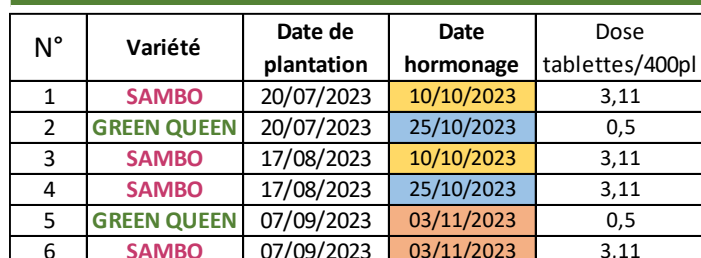 N° Variété Date de plantation Date hormonage Dose tablettes/400pl
1 SAMBO 20/07/2023 10/10/2023 3,11
2 GREEN QUEEN 20/07/2023 25/10/2023 0,5
3 SAMBO 17/08/2023 10/10/2023 3,11
4 SAMBO 17/08/2023 25/10/2023 3,11
5 GREEN QUEEN 07/09/2023 03/11/2023 0,5
6 SAMBO 07/09/2023 03/11/2023 3,11